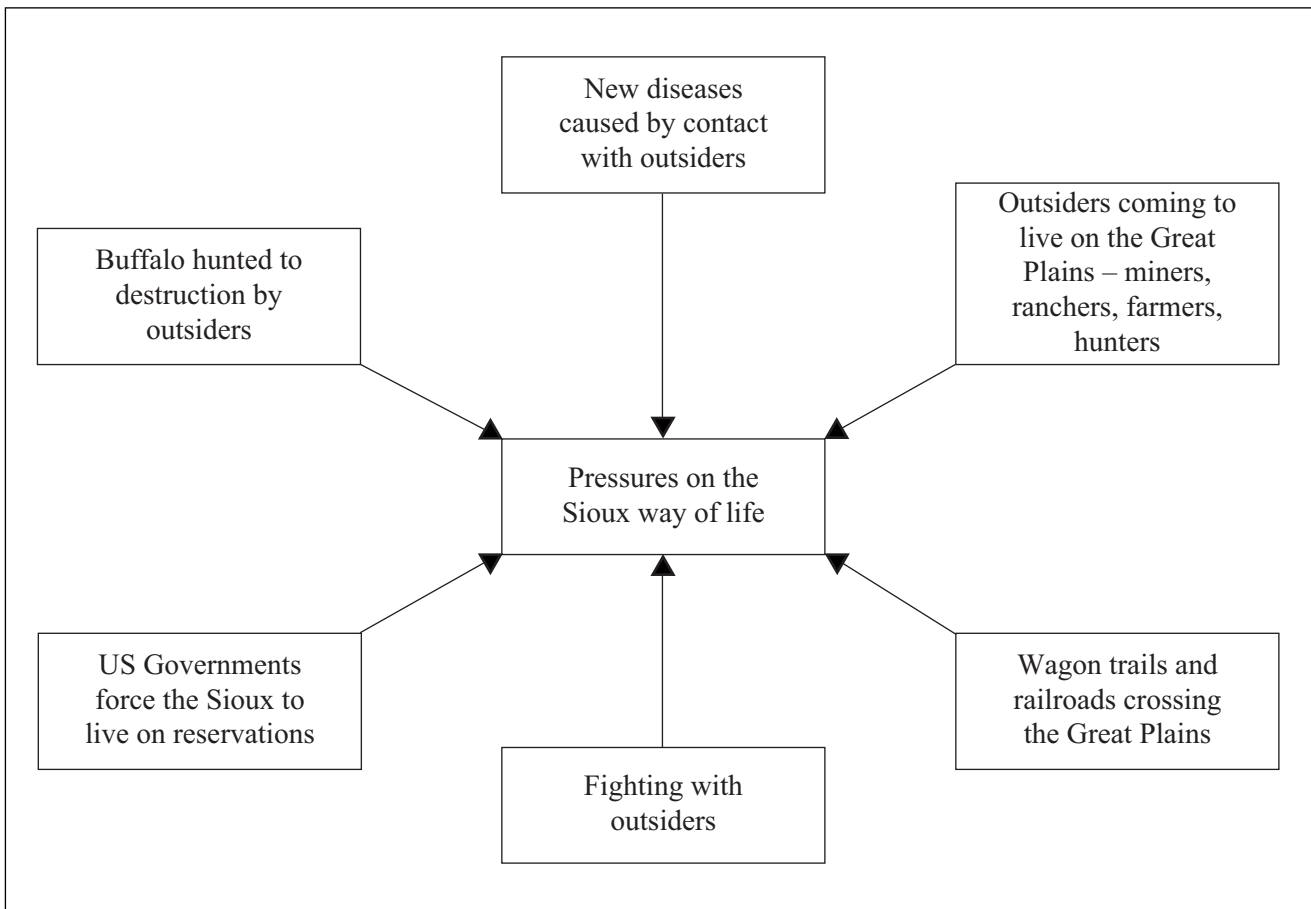 New diseases
caused by contact
with outsiders
Buffalo hunted to
destruction by
outsiders
Outsiders coming to
live on the Great
Plains – miners,
ranchers, farmers,
hunters
Pressures on the
Sioux way of life
US Governments
force the Sioux to
live on reservations
Fighting with
outsiders
Wagon trails and
railroads crossing
the Great Plains